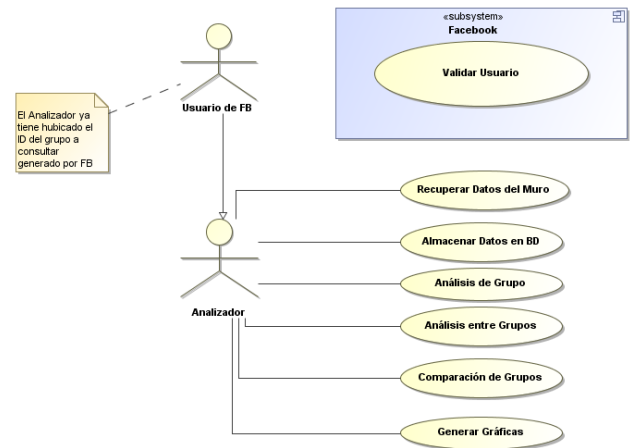 «subsystem»
Facebook
Validar Usuario
Usuario de FB
El Analizador ya
tiene hubicado el
ID del grupo a
consultar
generado por FB
Recuperar Datos del Muro
Almacenar Datos en BD
Análisis de Grupo
Analizador
Análisis entre Grupos
Comparación de Grupos
Generar Gráficas